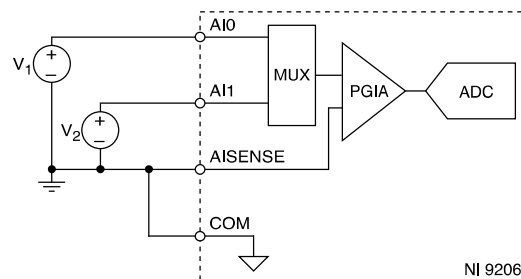 AI0
V1
+
−
MUX
PGIA
ADC
AI1
V2
+
−
AISENSE
COM
NI 9206